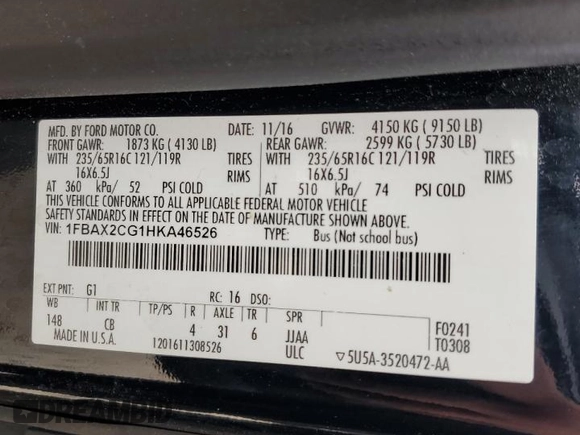 MFD. BY FORD MOTOR CO.
DATE: 11/16 GVWR: 4150 KG ( 9150 LB)
FRONT GAWR: 1873 KG ( 4130 LB)
REAR GAWR: 2599 KG ( 5730 LB)
WITH 235/65R16C 121/119R TIRES
WITH 235/65R16C 121/119R TIRES
16X6.5J RIMS
16X6.5J RIMS
AT 360 kPa/ 52 PSI COLD
AT 510 kPa/ 74 PSI COLD
THIS VEHICLE CONFORMS TO ALL APPLICABLE FEDERAL MOTOR VEHICLE
SAFETY STANDARDS IN EFFECT ON THE DATE OF MANUFACTURE SHOWN ABOVE.
VIN: 1FBAX2CG1HKA46526
TYPE: Bus (Not school bus)
EXT PNT: G1 RC: 16 DSO:
WB INT TR TP/PS R AX TR SPR
148 CB 4 31 6 JJAA
F0241
T0308
MADE IN U.S.A. 1201611308526 ULC
▽5U5A-3520472-AA
DREAMBID